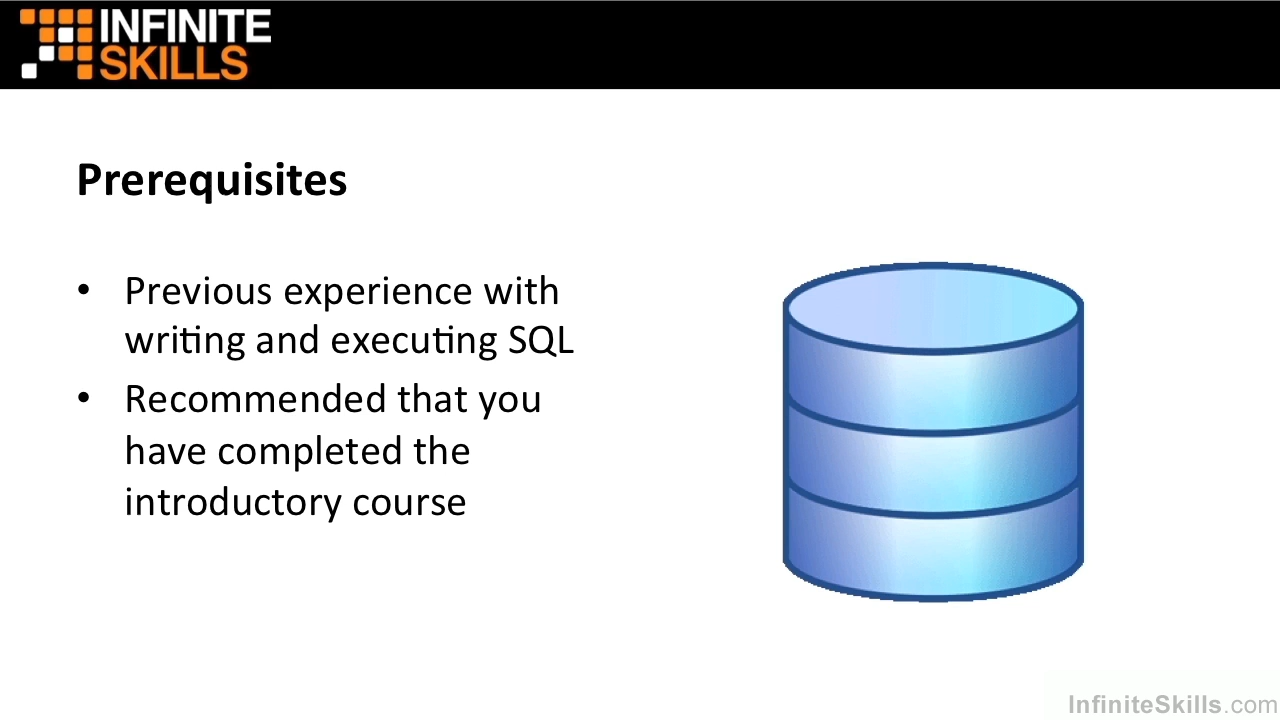 INFINITE
SKILLS
Prerequisites
• Previous experience with
writing and executing SQL
• Recommended that you
have completed the
introductory course
InfiniteSkills.com